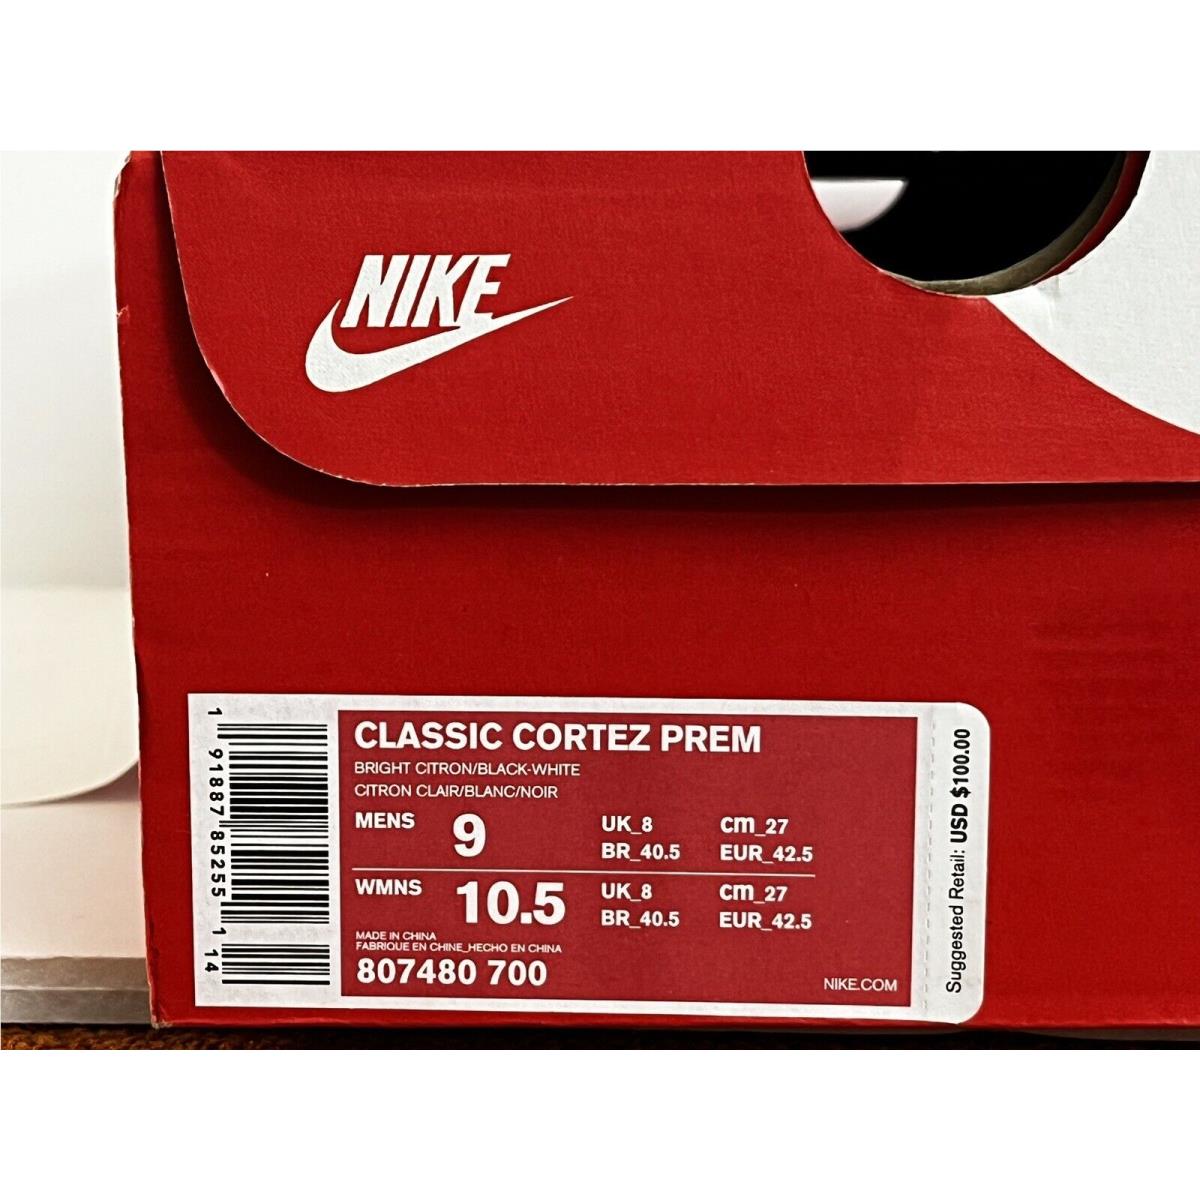 NIKE
CLASSIC CORTEZ PREM
BRIGHT CITRON/BLACK-WHITE
CITRON CLAIR/BLANC/NOIR
MENS 9 UK_8 cm_27
BR_40.5 EUR_42.5
WMNS 10.5 UK_8 cm_27
BR_40.5 EUR_42.5
MADE IN CHINA
FABRIQUE EN CHINE_HECHO EN CHINA
807480 700
NIKE.COM
1 91887 85255 1 14
Suggested Retail: USD $100.00